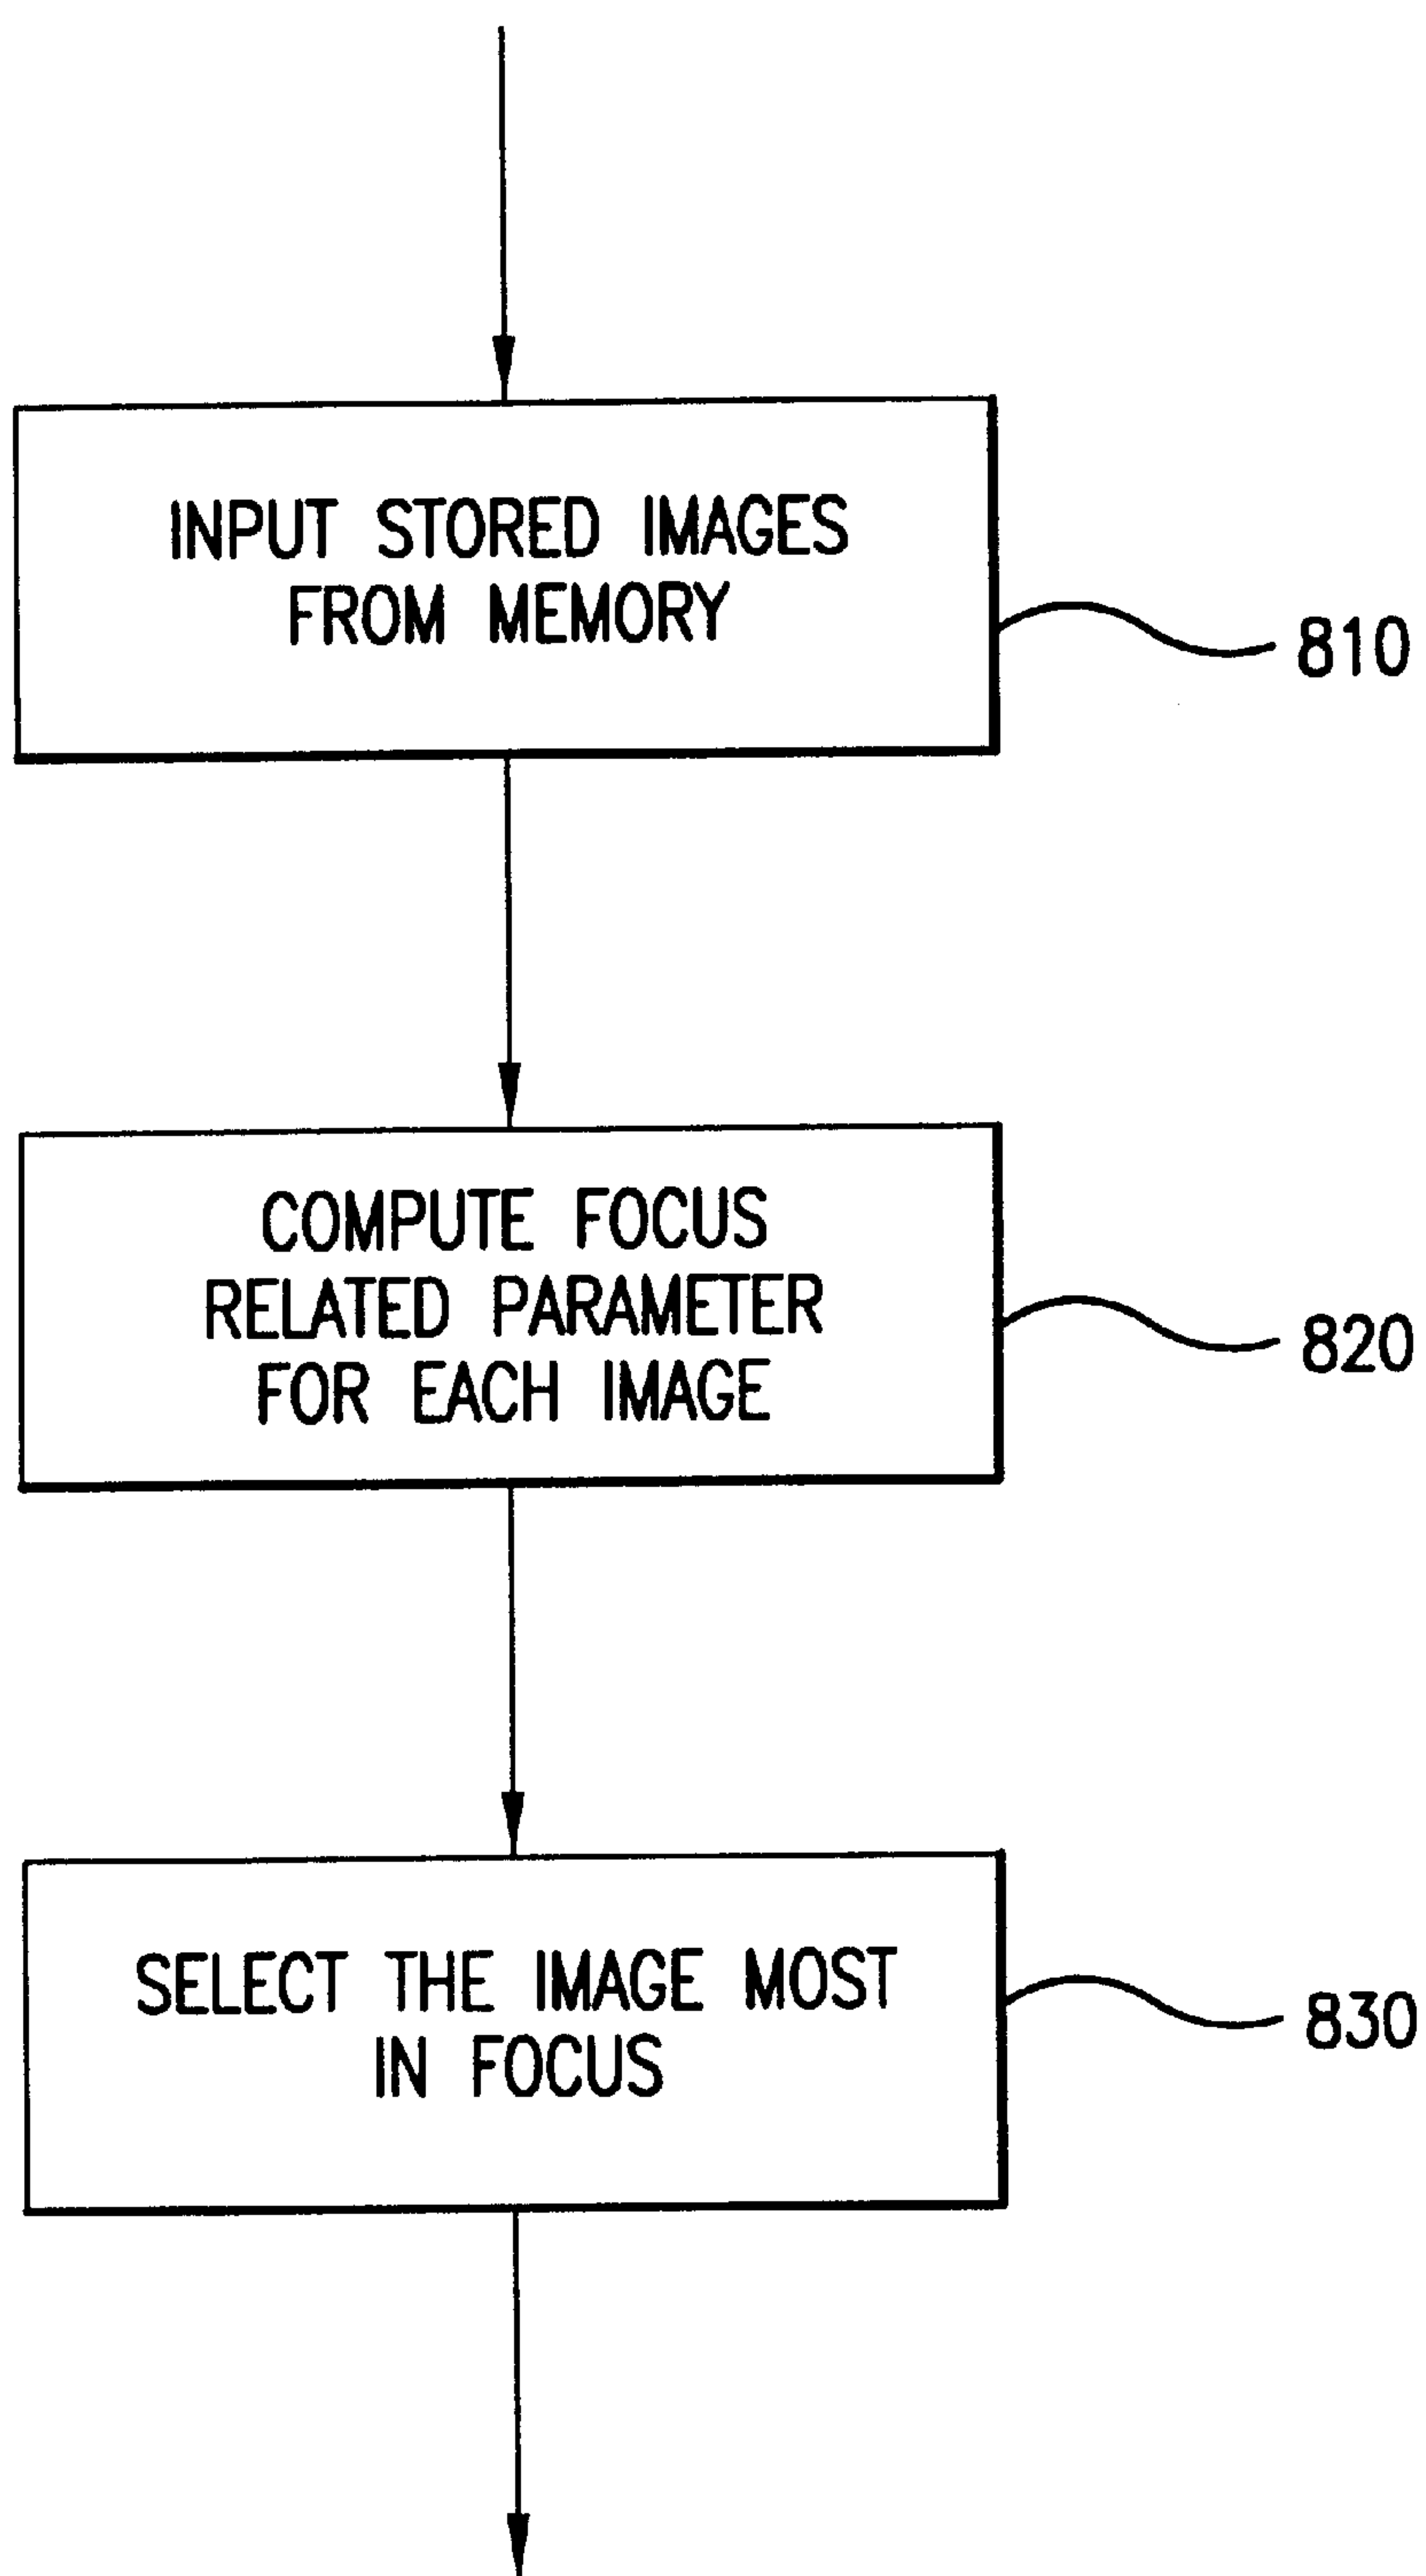 INPUT STORED IMAGES
FROM MEMORY
810
COMPUTE FOCUS
RELATED PARAMETER
FOR EACH IMAGE
820
SELECT THE IMAGE MOST
IN FOCUS
830